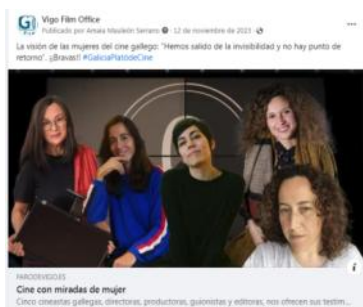 Vigo Film Office
Publicado por Amaia Mauleón Serrano · 12 de noviembre de 2023 ·
La visión de las mujeres del cine gallego: "Hemos salido de la invisibilidad y no hay punto de
retorno". ¡¡Bravas!! #GaliciaPlatódeCine
FARODEVIGO.ES
Cine con miradas de mujer
Cinco cineastas gallegas, directoras, productoras, guionistas y editoras, nos ofrecen sus testim...